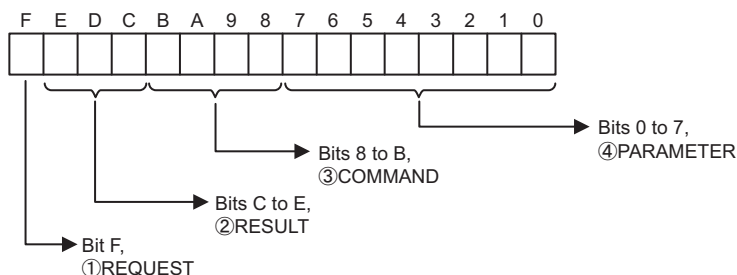 F E D C B A 9 8 7 6 5 4 3 2 1 0
Bits 0 to 7,
④PARAMETER
Bits 8 to B,
③COMMAND
Bits C to E,
②RESULT
Bit F,
①REQUEST